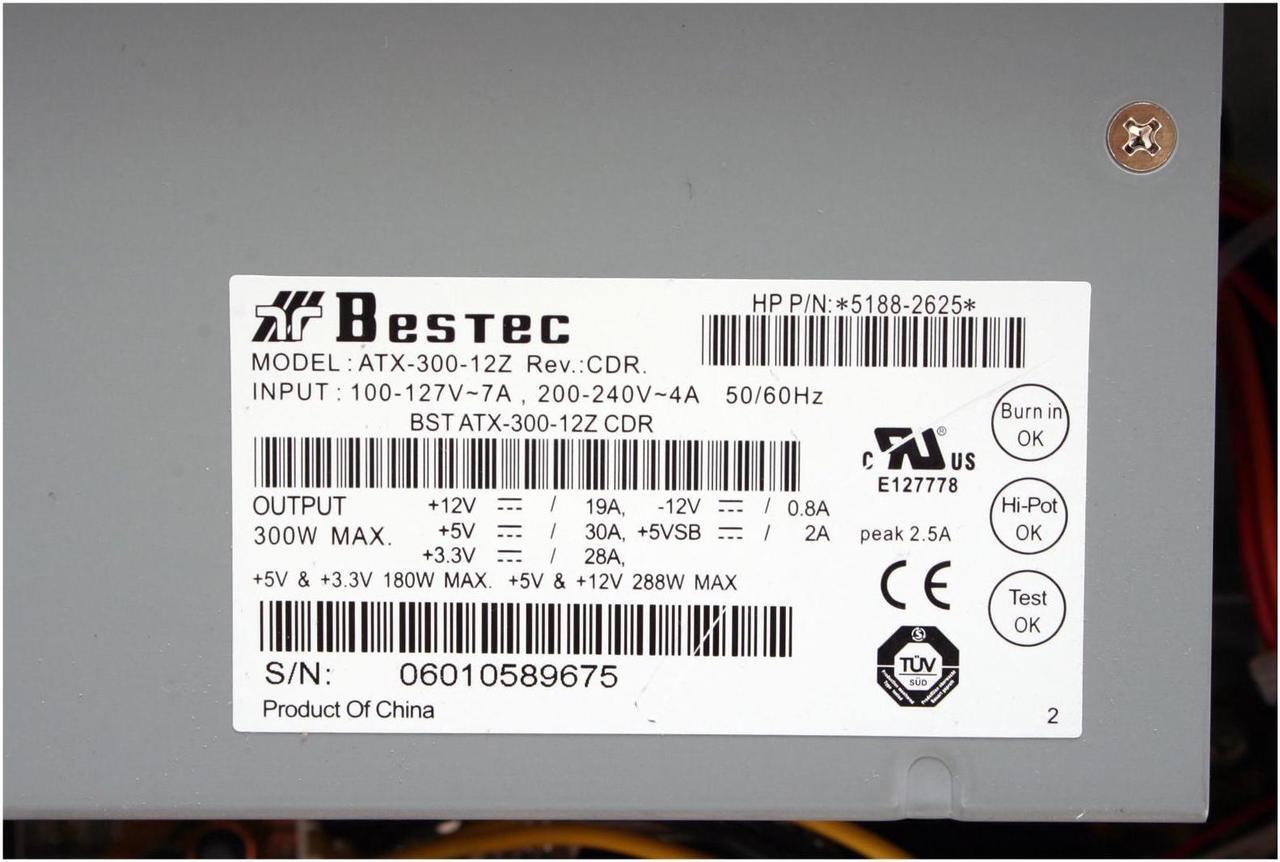 BESTEC
HP P/N:*5188-2625*
MODEL : ATX-300-12Z Rev.:CDR.
INPUT : 100-127V~7A , 200-240V~4A 50/60Hz
BST ATX-300-12Z CDR
Burn in
OK
C UR ® US
E127778
OUTPUT +12V / 19A, -12V / 0.8A
300W MAX. +5V / 30A, +5VSB / 2A peak 2.5A
+3.3V / 28A,
Hi-Pot
OK
+5V & +3.3V 180W MAX. +5V & +12V 288W MAX
CE
Test
OK
S/N: 06010589675
TÜV
SÜD
Product Of China
2